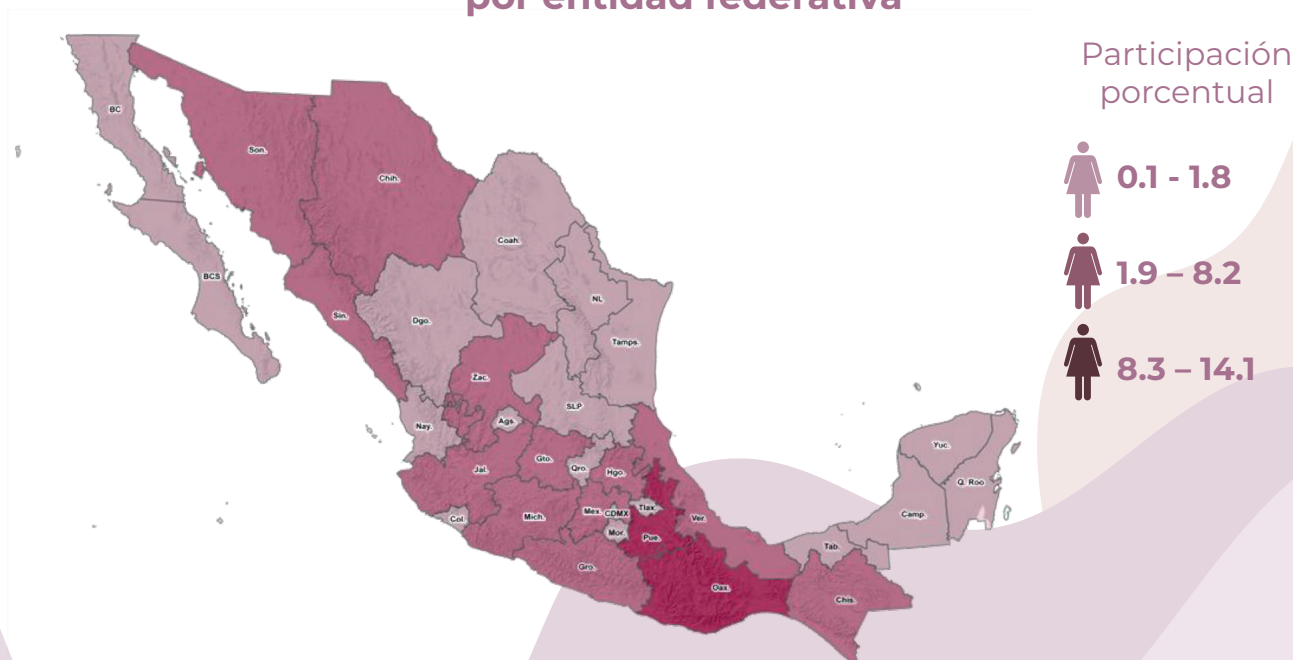 por entidad federativa
Participación
porcentual
0.1 - 1.8
1.9 – 8.2
8.3 – 14.1
BC
Son.
Chih.
Coah.
BCS
NL
Sin.
Dgo.
Tamps.
Zac.
SLP
Nay.
Ags.
Yuc.
Jal.
Gto.
Qro.
Hgo.
Q. Roo
Col.
Mich.
Mex.
CDMX
Tlax.
Ver.
Camp.
Mor.
Pue.
Tab.
Gro.
Oax.
Chis.